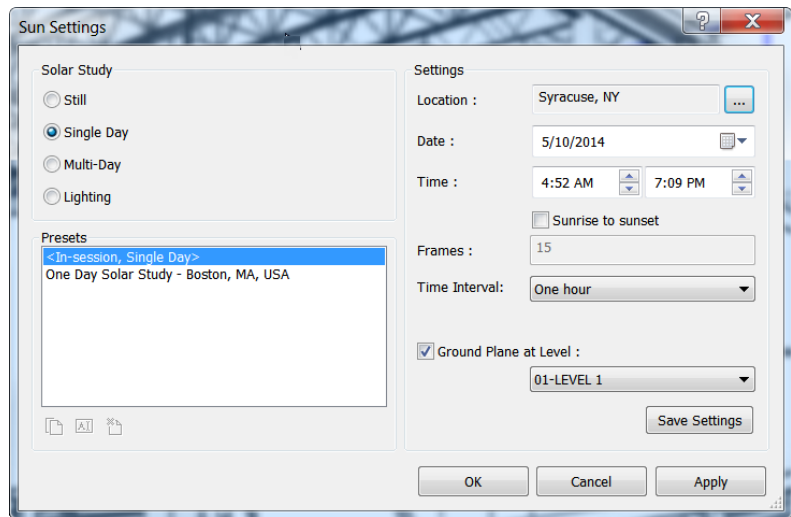 Sun Settings
Solar Study
Still
Single Day
Multi-Day
Lighting
Presets
<In-session, Single Day>
One Day Solar Study - Boston, MA, USA
Settings
Location :
Syracuse, NY
...
Date :
5/10/2014
Time :
4:52 AM
7:09 PM
Sunrise to sunset
Frames :
15
Time Interval:
One hour
Ground Plane at Level :
01-LEVEL 1
Save Settings
OK
Cancel
Apply